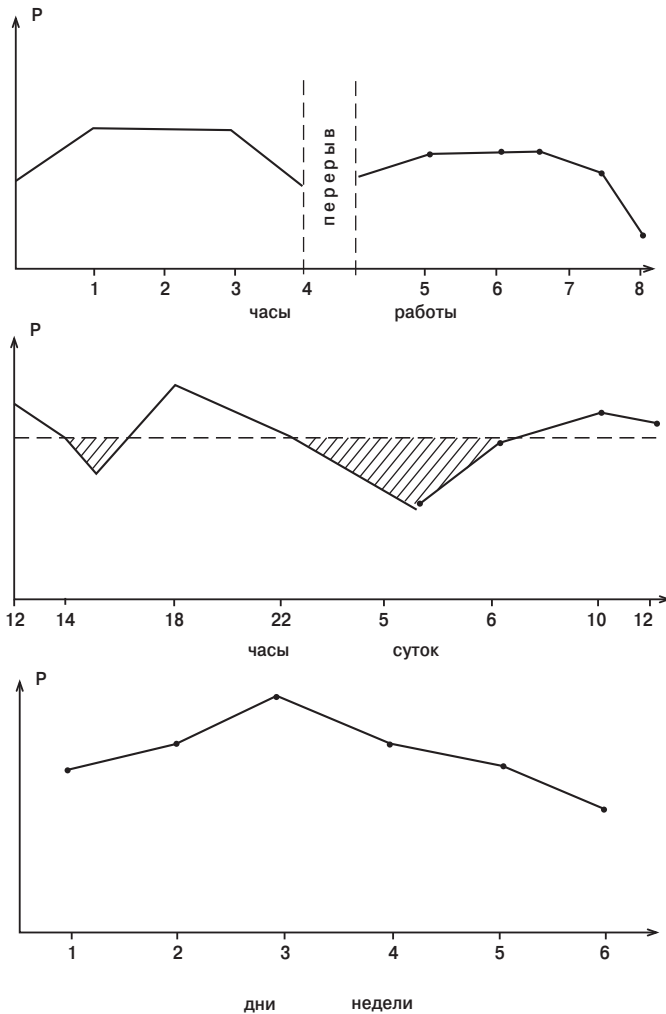 P
перерыв
1 2 3 4 5 6 7 8
часы работы
P
12 14 18 22 5 6 10 12
часы суток
P
1 2 3 4 5 6
дни недели